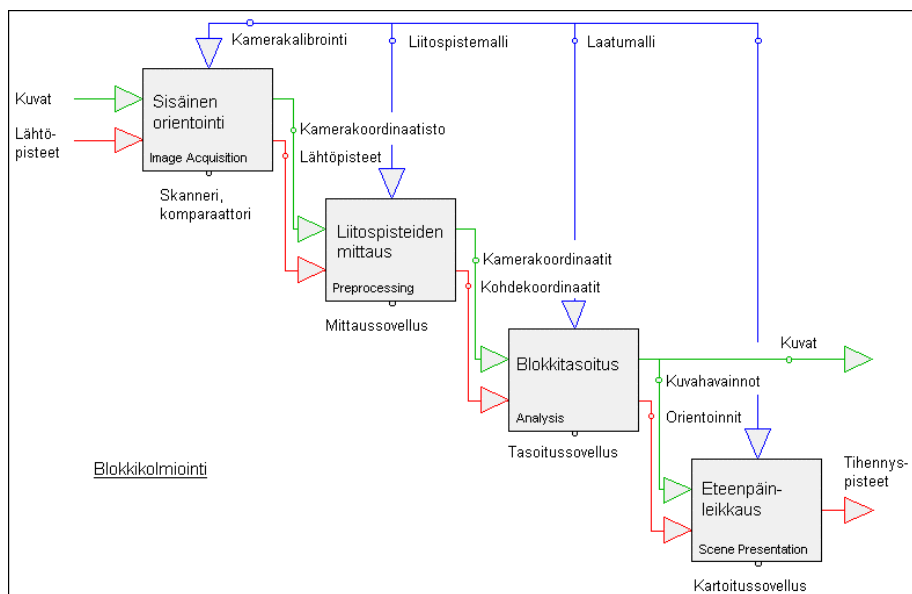 Kamerakalibrointi
Liitospistemalli
Laatumalli
Kuvat
Sisäinen
orientointi
Lähtö-
pisteet
Kamerakoordinaatisto
Image Acquisition
Lähtöpisteet
Skanneri,
komparaattori
Liitospisteiden
mittaus
Kamerakoordinaatit
Preprocessing
Kohdekoordinaatit
Mittaussovellus
Kuvat
Blokkitasoitus
Kuvahavainnot
Analysis
Orientoinnit
Tasoitussovellus
Blokkikolmiointi
Tihennys-
pisteet
Eteenpäin-
leikkaus
Scene Presentation
Kartoitussovellus